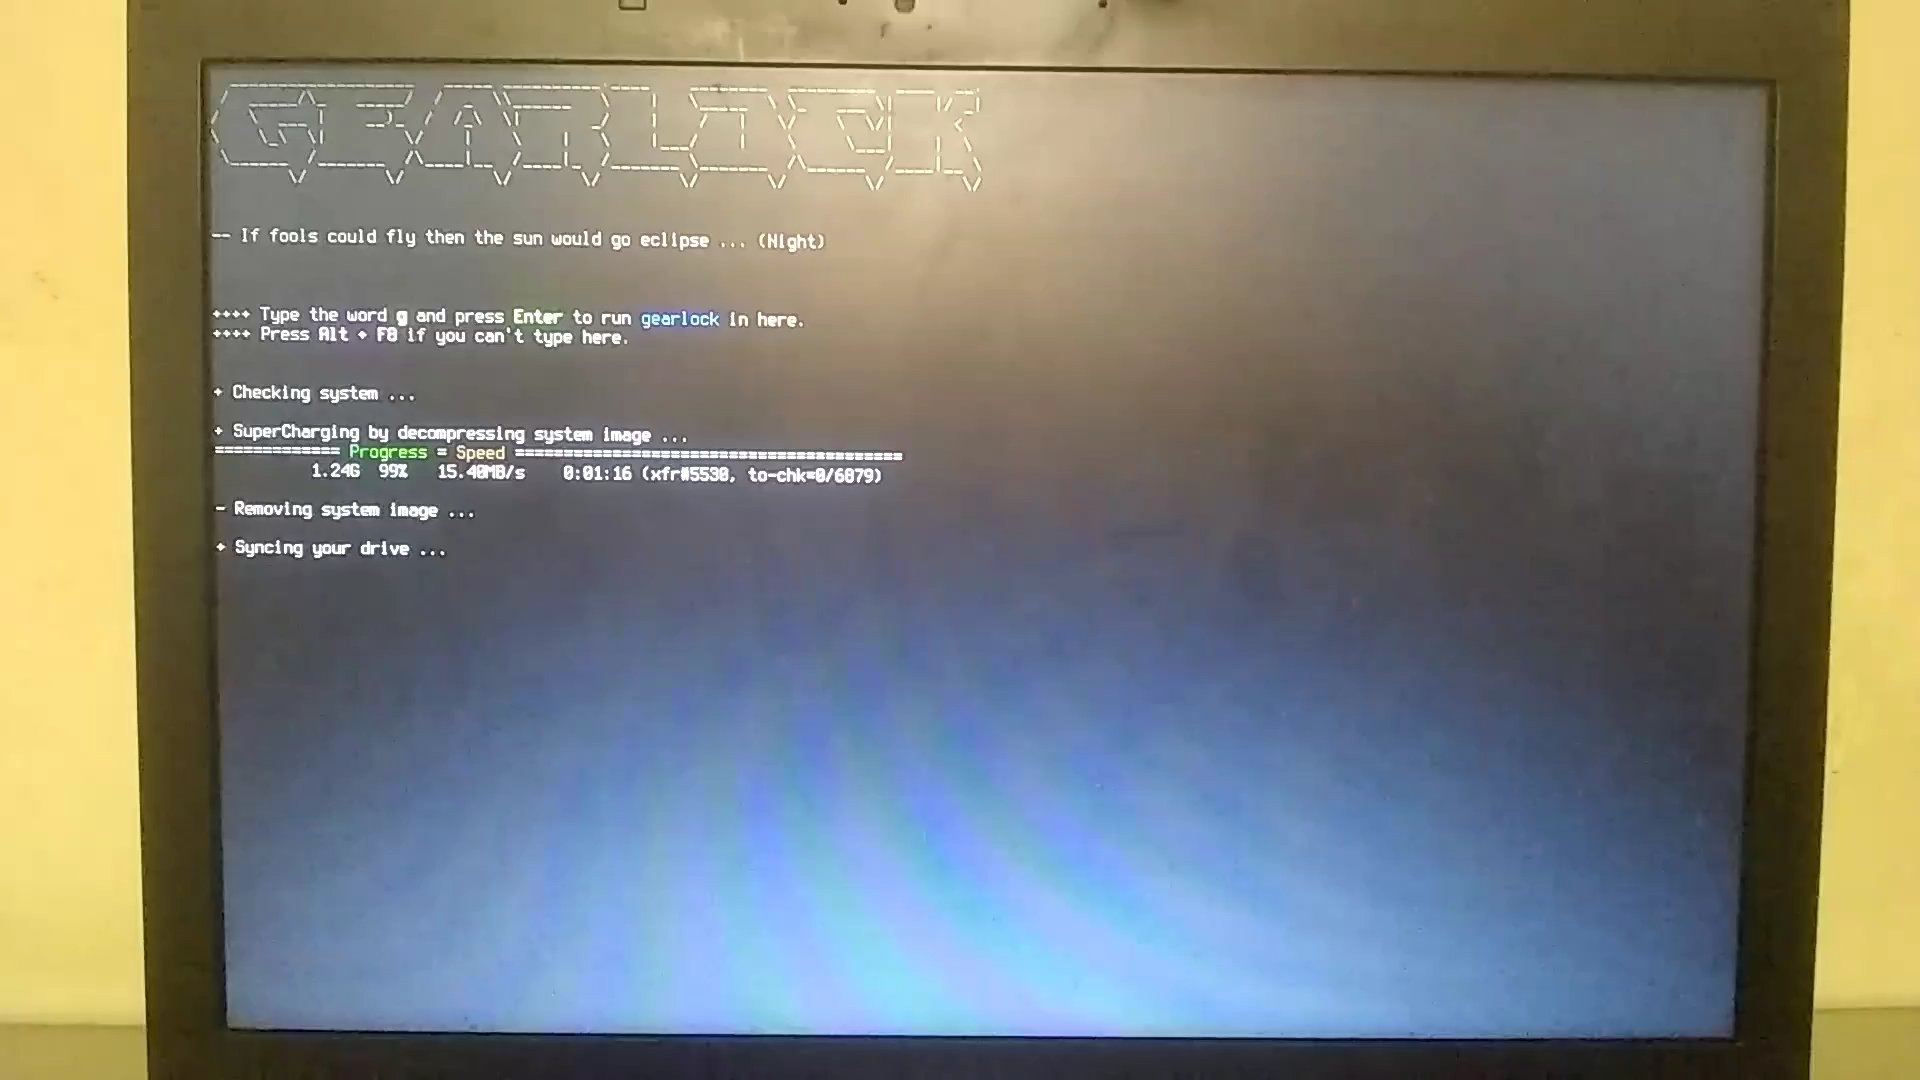 GEARLOCK
-- If fools could fly then the sun would go eclipse ... (Night)
++++ Type the word g and press Enter to run gearlock in here.
++++ Press Alt + F8 if you can't type here.
+ Checking system ...
+ SuperCharging by decompressing system image ...
============= Progress = Speed ========================================
1.24G 99% 15.40MB/s 0:01:16 (xfr#5530, to-chk=0/6879)
- Removing system image ...
+ Syncing your drive ...